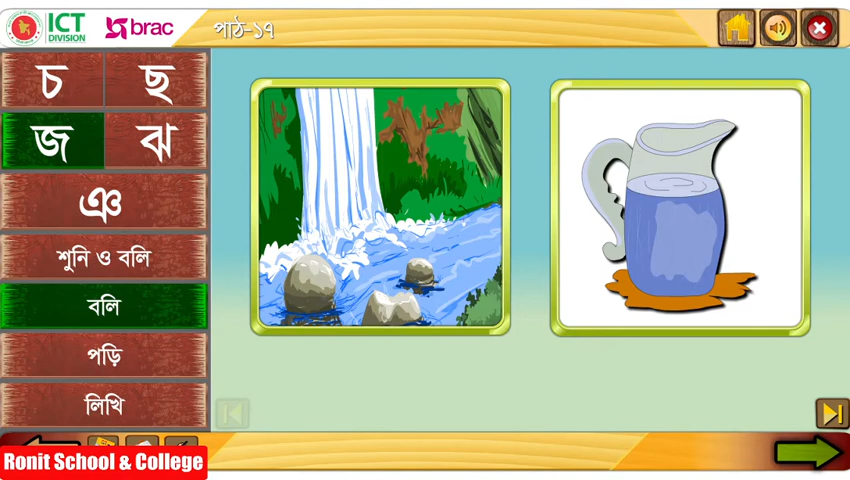 ICT
DIVISION
brac
পাঠ-১৭
চ ছ
জ ঝ
ঞ
শুনি ও বলি
বলি
পড়ি
লিখি
Ronit School & College